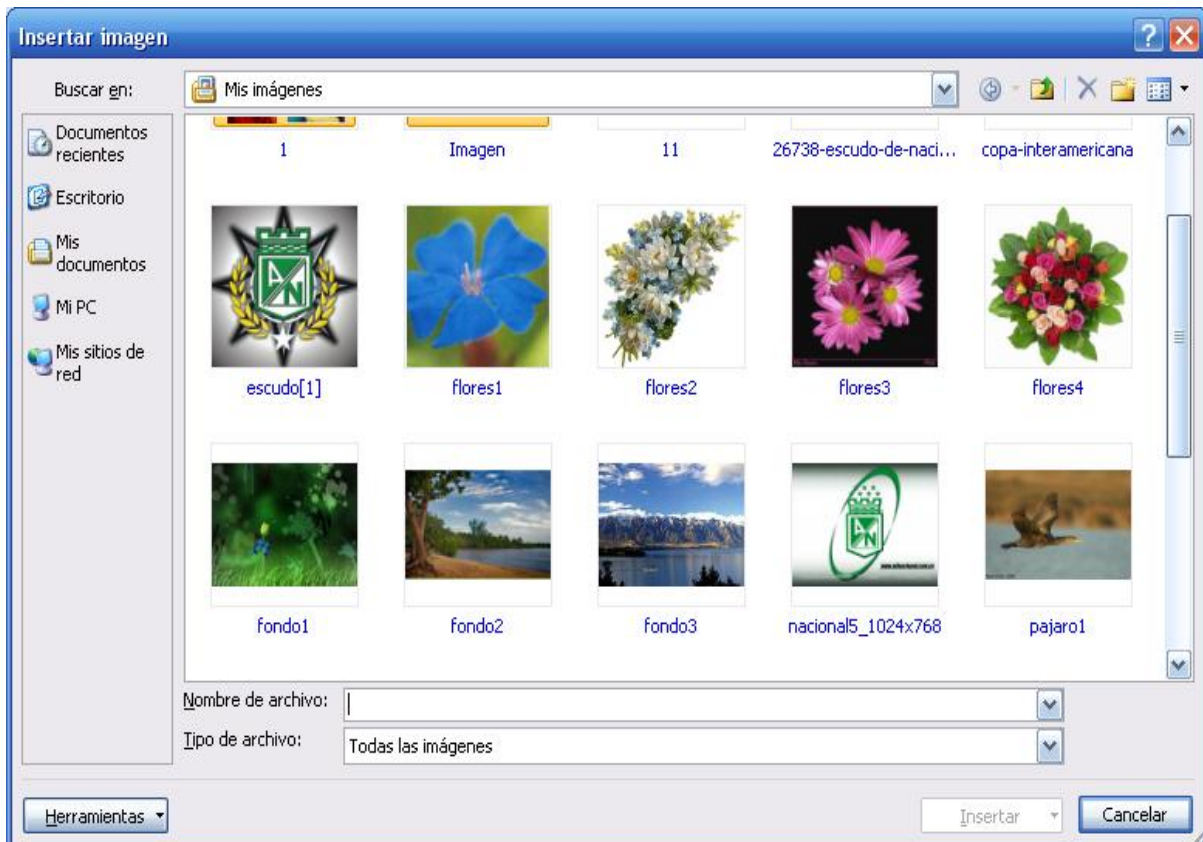 Insertar imagen
Buscar en:
Mis imágenes
Documentos
recientes
Escritorio
Mis
documentos
Mi PC
Mis sitios de
red
1
Imagen
11
26738-escudo-de-naci...
copa-interamericana
AN
escudo[1]
flores1
flores2
flores3
flores4
AN
fondo1
fondo2
fondo3
nacional5_1024x768
pajaro1
Nombre de archivo:
Tipo de archivo:
Todas las imágenes
Herramientas
Insertar
Cancelar